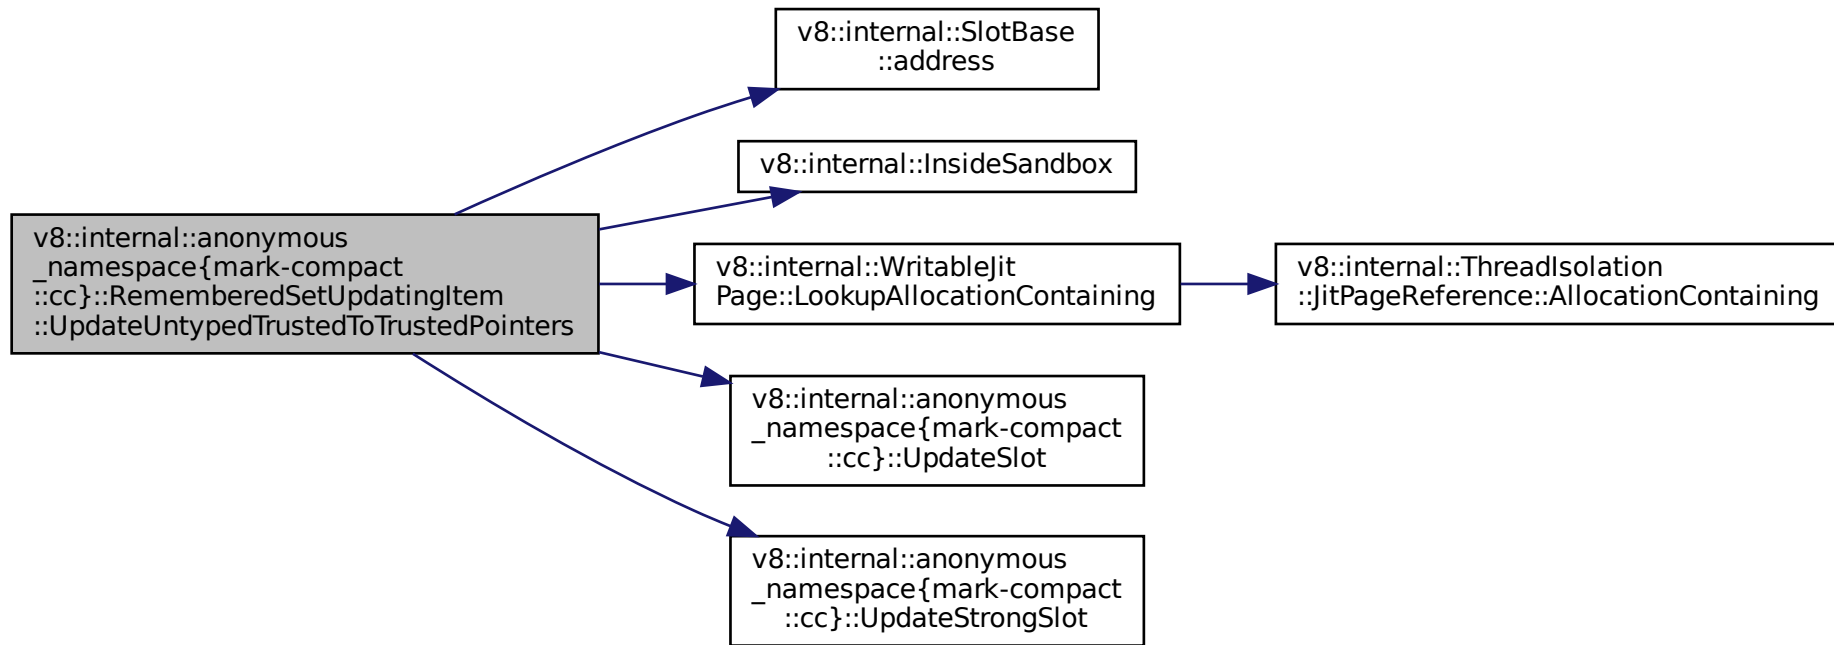 v8::internal::SlotBase
::address
v8::internal::InsideSandbox
v8::internal::anonymous
_namespace{mark-compact
::cc}::RememberedSetUpdatingItem
::UpdateUntypedTrustedToTrustedPointers
v8::internal::WritableJit
Page::LookupAllocationContaining
v8::internal::ThreadIsolation
::JitPageReference::AllocationContaining
v8::internal::anonymous
_namespace{mark-compact
::cc}::UpdateSlot
v8::internal::anonymous
_namespace{mark-compact
::cc}::UpdateStrongSlot